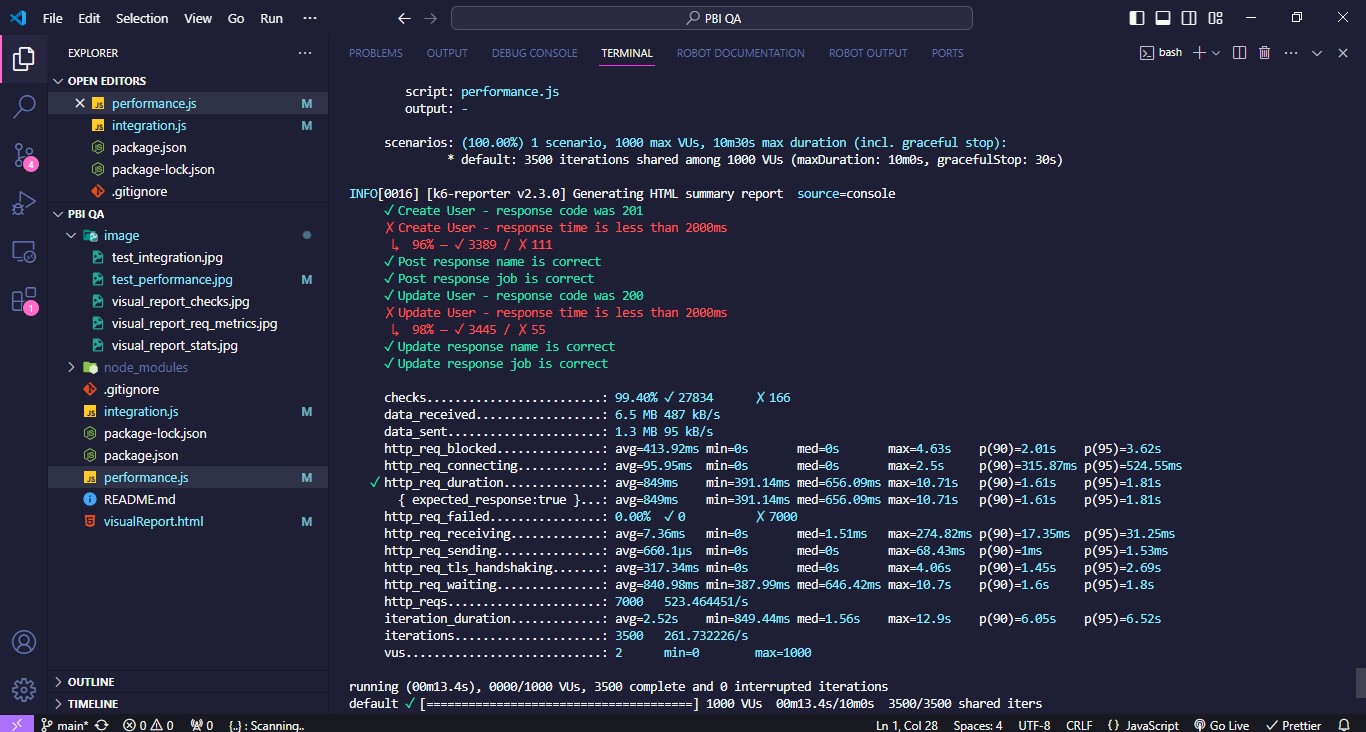 File Edit Selection View Go Run ···
PBI QA
EXPLORER ···
OPEN EDITORS
performance.js M
integration.js M
package.json
package-lock.json
.gitignore
PBI QA
image
test_integration.jpg
test_performance.jpg M
visual_report_checks.jpg
visual_report_req_metrics.jpg
visual_report_stats.jpg
node_modules
.gitignore
integration.js M
package-lock.json
package.json
performance.js M
README.md
visualReport.html M
OUTLINE
TIMELINE
4
1
PROBLEMS OUTPUT DEBUG CONSOLE TERMINAL ROBOT DOCUMENTATION ROBOT OUTPUT PORTS bash
script: performance.js
output: -
scenarios: (100.00%) 1 scenario, 1000 max VUs, 10m30s max duration (incl. graceful stop):
* default: 3500 iterations shared among 1000 VUs (maxDuration: 10m0s, gracefulStop: 30s)
INFO[0016] [k6-reporter v2.3.0] Generating HTML summary report source=console
✓ Create User - response code was 201
✗ Create User - response time is less than 2000ms
↳ 96% — ✓ 3389 / ✗ 111
✓ Post response name is correct
✓ Post response job is correct
✓ Update User - response code was 200
✗ Update User - response time is less than 2000ms
↳ 98% — ✓ 3445 / ✗ 55
✓ Update response name is correct
✓ Update response job is correct
checks.........................: 99.40% ✓ 27834 ✗ 166
data_received..................: 6.5 MB 487 kB/s
data_sent......................: 1.3 MB 95 kB/s
http_req_blocked...............: avg=413.92ms min=0s med=0s max=4.63s p(90)=2.01s p(95)=3.62s
http_req_connecting............: avg=95.95ms min=0s med=0s max=2.5s p(90)=315.87ms p(95)=524.55ms
✓ http_req_duration..............: avg=849ms min=391.14ms med=656.09ms max=10.71s p(90)=1.61s p(95)=1.81s
{ expected_response:true }...: avg=849ms min=391.14ms med=656.09ms max=10.71s p(90)=1.61s p(95)=1.81s
http_req_failed................: 0.00% ✓ 0 ✗ 7000
http_req_receiving.............: avg=7.36ms min=0s med=1.51ms max=274.82ms p(90)=17.35ms p(95)=31.25ms
http_req_sending...............: avg=660.1µs min=0s med=0s max=68.43ms p(90)=1ms p(95)=1.53ms
http_req_tls_handshaking.......: avg=317.34ms min=0s med=0s max=4.06s p(90)=1.45s p(95)=2.69s
http_req_waiting...............: avg=840.98ms min=387.99ms med=646.42ms max=10.7s p(90)=1.6s p(95)=1.8s
http_reqs......................: 7000 523.464451/s
iteration_duration.............: avg=2.52s min=849.44ms med=1.56s max=12.9s p(90)=6.05s p(95)=6.52s
iterations.....................: 3500 261.732226/s
vus............................: 2 min=0 max=1000
running (00m13.4s), 0000/1000 VUs, 3500 complete and 0 interrupted iterations
default ✓ [======================================] 1000 VUs 00m13.4s/10m0s 3500/3500 shared iters
main* 0 0 0 {..} : Scanning.. Ln 1, Col 28 Spaces: 4 UTF-8 CRLF {} JavaScript Go Live Prettier